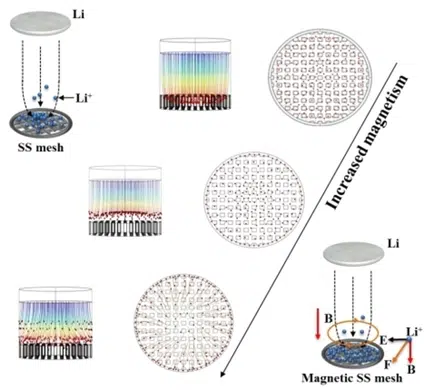 Li
Li⁺
SS mesh
Increased magnetism
Li
B
Li⁺
E
F
B
Magnetic SS mesh